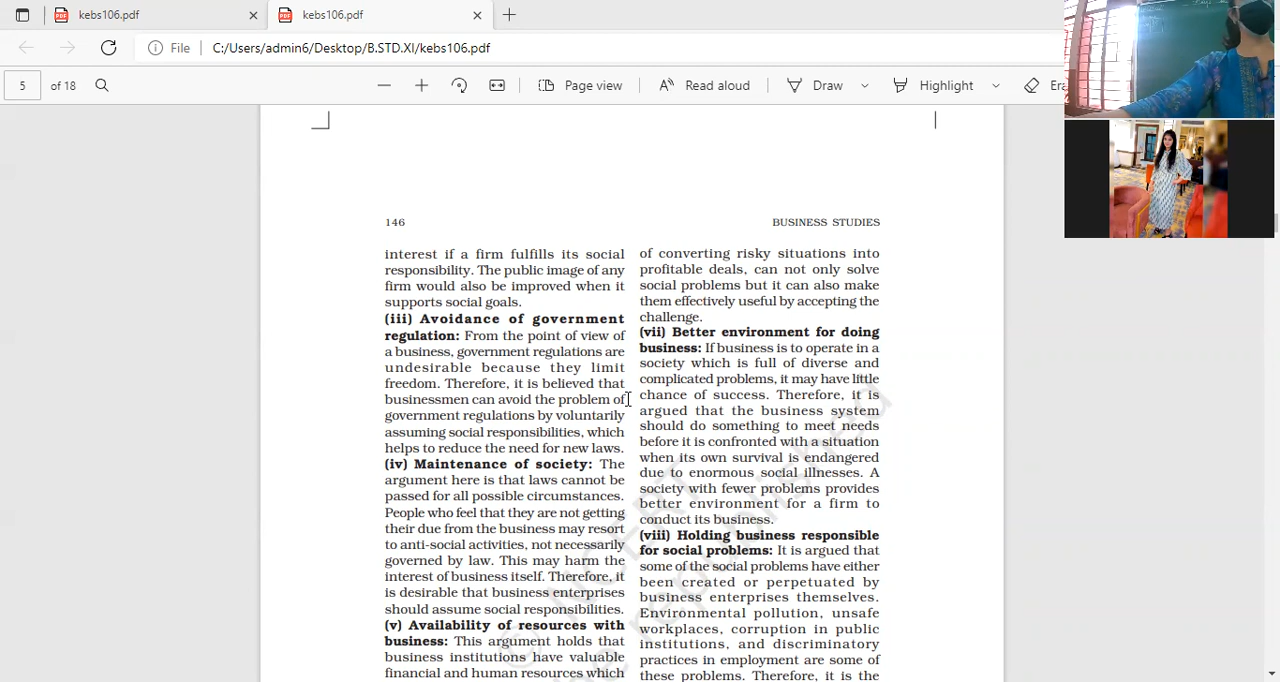 kebs106.pdf
kebs106.pdf
File
C:/Users/admin6/Desktop/B.STD.XI/kebs106.pdf
5
of 18
Page view
Read aloud
Draw
Highlight
Era
146
BUSINESS STUDIES
interest if a firm fulfills its social
responsibility. The public image of any
firm would also be improved when it
supports social goals.
(iii) Avoidance of government
regulation: From the point of view of
a business, government regulations are
undesirable because they limit
freedom. Therefore, it is believed that
businessmen can avoid the problem of
government regulations by voluntarily
assuming social responsibilities, which
helps to reduce the need for new laws.
(iv) Maintenance of society: The
argument here is that laws cannot be
passed for all possible circumstances.
People who feel that they are not getting
their due from the business may resort
to anti-social activities, not necessarily
governed by law. This may harm the
interest of business itself. Therefore, it
is desirable that business enterprises
should assume social responsibilities.
(v) Availability of resources with
business: This argument holds that
business institutions have valuable
financial and human resources which
of converting risky situations into
profitable deals, can not only solve
social problems but it can also make
them effectively useful by accepting the
challenge.
(vii) Better environment for doing
business: If business is to operate in a
society which is full of diverse and
complicated problems, it may have little
chance of success. Therefore, it is
argued that the business system
should do something to meet needs
before it is confronted with a situation
when its own survival is endangered
due to enormous social illnesses. A
society with fewer problems provides
better environment for a firm to
conduct its business.
(viii) Holding business responsible
for social problems: It is argued that
some of the social problems have either
been created or perpetuated by
business enterprises themselves.
Environmental pollution, unsafe
workplaces, corruption in public
institutions, and discriminatory
practices in employment are some of
these problems. Therefore, it is the
© NCERT
be republished